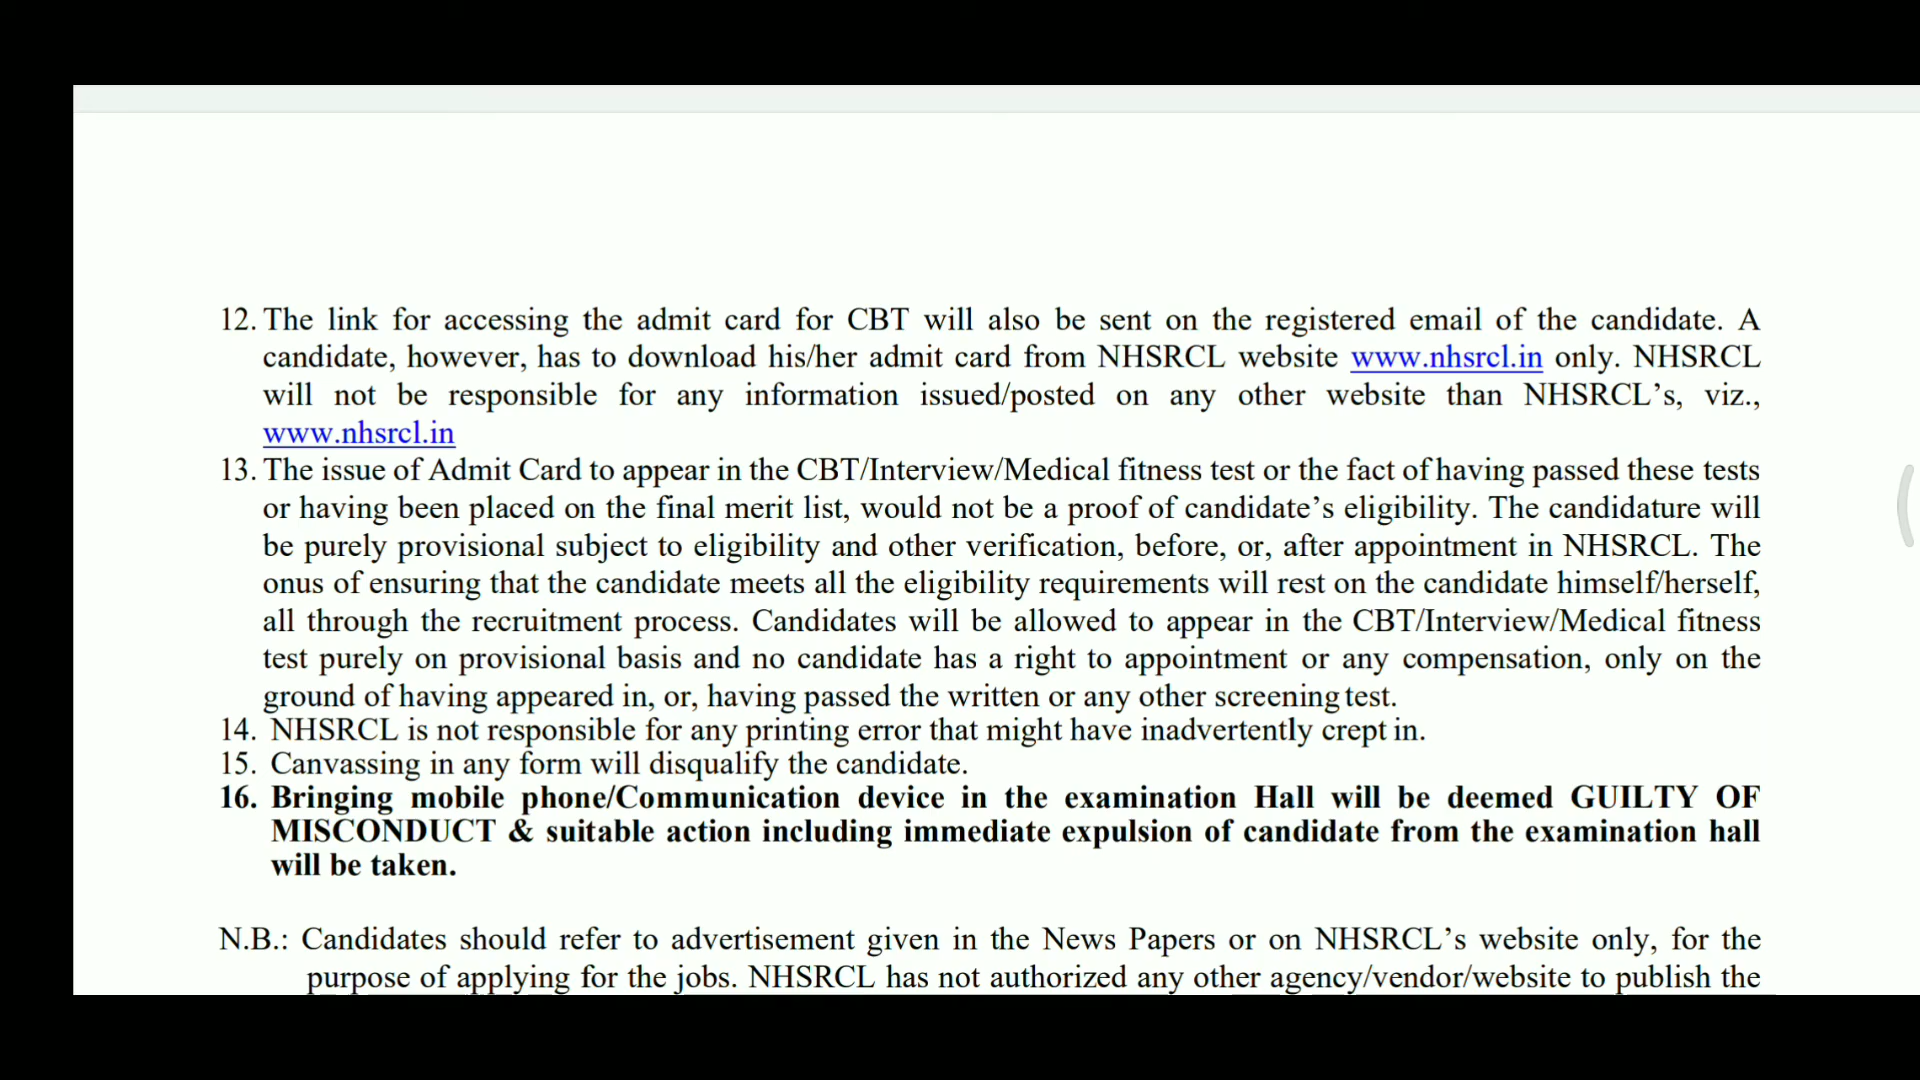 12. The link for accessing the admit card for CBT will also be sent on the registered email of the candidate. A
candidate, however, has to download his/her admit card from NHSRCL website www.nhsrcl.in only. NHSRCL
will not be responsible for any information issued/posted on any other website than NHSRCL’s, viz.,
www.nhsrcl.in
13. The issue of Admit Card to appear in the CBT/Interview/Medical fitness test or the fact of having passed these tests
or having been placed on the final merit list, would not be a proof of candidate’s eligibility. The candidature will
be purely provisional subject to eligibility and other verification, before, or, after appointment in NHSRCL. The
onus of ensuring that the candidate meets all the eligibility requirements will rest on the candidate himself/herself,
all through the recruitment process. Candidates will be allowed to appear in the CBT/Interview/Medical fitness
test purely on provisional basis and no candidate has a right to appointment or any compensation, only on the
ground of having appeared in, or, having passed the written or any other screening test.
14. NHSRCL is not responsible for any printing error that might have inadvertently crept in.
15. Canvassing in any form will disqualify the candidate.
16. Bringing mobile phone/Communication device in the examination Hall will be deemed GUILTY OF
MISCONDUCT & suitable action including immediate expulsion of candidate from the examination hall
will be taken.
N.B.: Candidates should refer to advertisement given in the News Papers or on NHSRCL’s website only, for the
purpose of applying for the jobs. NHSRCL has not authorized any other agency/vendor/website to publish the